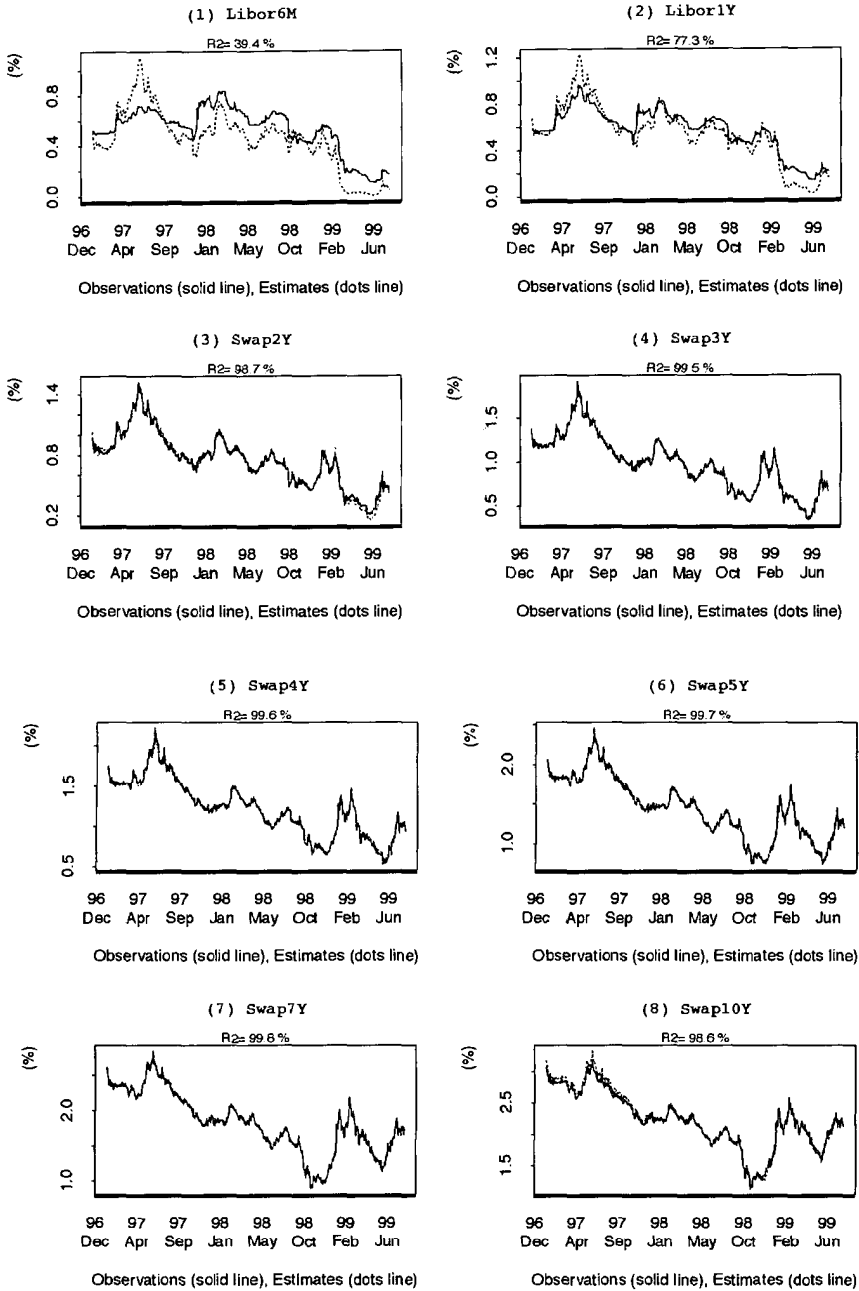 (1) Libor6M
R2= 39.4 %
(%)
0.8
0.4
0.0
96 97 97 98 98 98 99 99
Dec Apr Sep Jan May Oct Feb Jun
Observations (solid line), Estimates (dots line)
(2) Libor1Y
R2= 77.3 %
(%)
1.2
0.8
0.4
0.0
96 97 97 98 98 98 99 99
Dec Apr Sep Jan May Oct Feb Jun
Observations (solid line), Estimates (dots line)
(3) Swap2Y
R2= 98.7 %
(%)
1.4
0.8
0.2
96 97 97 98 98 98 99 99
Dec Apr Sep Jan May Oct Feb Jun
Observations (solid line), Estimates (dots line)
(4) Swap3Y
R2= 99.5 %
(%)
1.5
1.0
0.5
96 97 97 98 98 98 99 99
Dec Apr Sep Jan May Oct Feb Jun
Observations (solid line), Estimates (dots line)
(5) Swap4Y
R2= 99.6 %
(%)
1.5
0.5
96 97 97 98 98 98 99 99
Dec Apr Sep Jan May Oct Feb Jun
Observations (solid line), Estimates (dots line)
(6) Swap5Y
R2= 99.7 %
(%)
2.0
1.0
96 97 97 98 98 98 99 99
Dec Apr Sep Jan May Oct Feb Jun
Observations (solid line), Estimates (dots line)
(7) Swap7Y
R2= 99.8 %
(%)
2.0
1.0
96 97 97 98 98 98 99 99
Dec Apr Sep Jan May Oct Feb Jun
Observations (solid line), Estimates (dots line)
(8) Swap10Y
R2= 98.6 %
(%)
2.5
1.5
96 97 97 98 98 98 99 99
Dec Apr Sep Jan May Oct Feb Jun
Observations (solid line), Estimates (dots line)